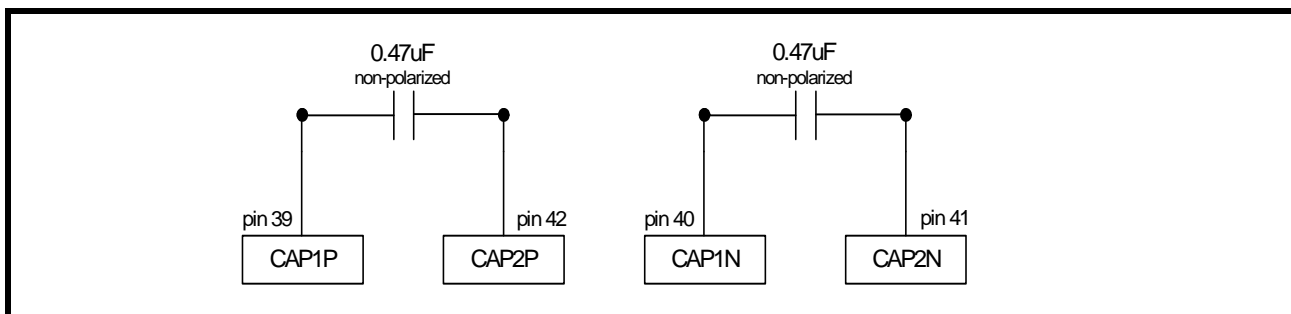 0.47uF
non-polarized
0.47uF
non-polarized
pin 39
pin 42
pin 40
pin 41
CAP1P
CAP2P
CAP1N
CAP2N